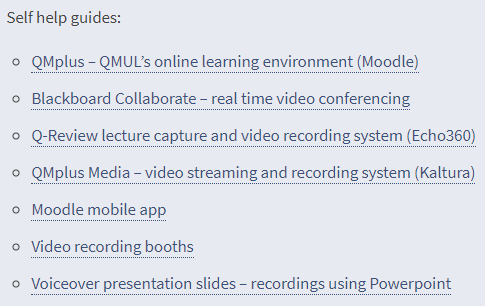 Self help guides:
QMplus – QMUL’s online learning environment (Moodle)
Blackboard Collaborate – real time video conferencing
Q-Review lecture capture and video recording system (Echo360)
QMplus Media – video streaming and recording system (Kaltura)
Moodle mobile app
Video recording booths
Voiceover presentation slides – recordings using Powerpoint